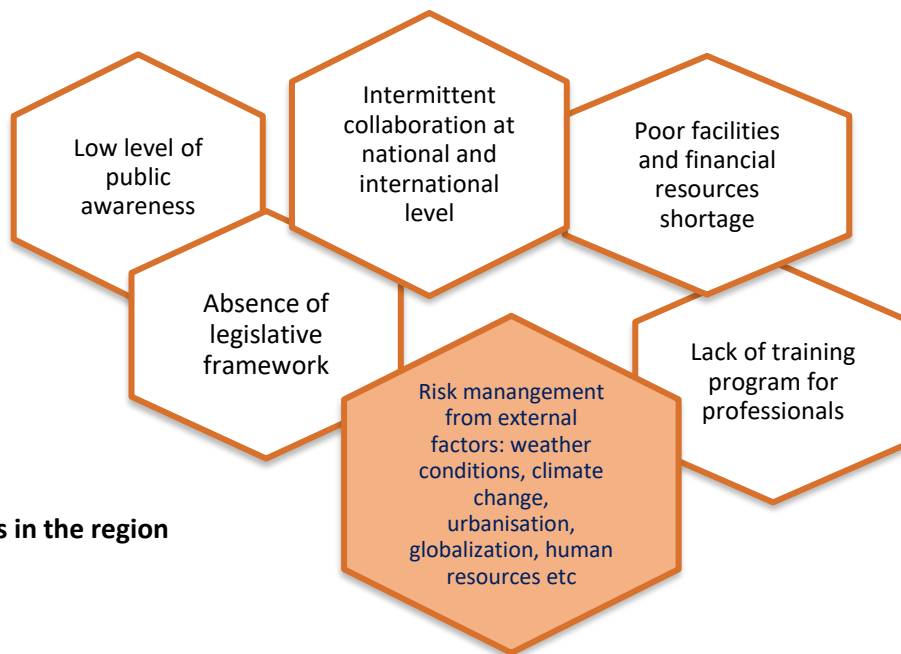 Low level of
public
awareness
Intermittent
collaboration at
national and
international
level
Poor facilities
and financial
resources
shortage
Absence of
legislative
framework
Lack of training
program for
professionals
Risk manangement
from external
factors: weather
conditions, climate
change,
urbanisation,
globalization, human
resources etc
s in the region